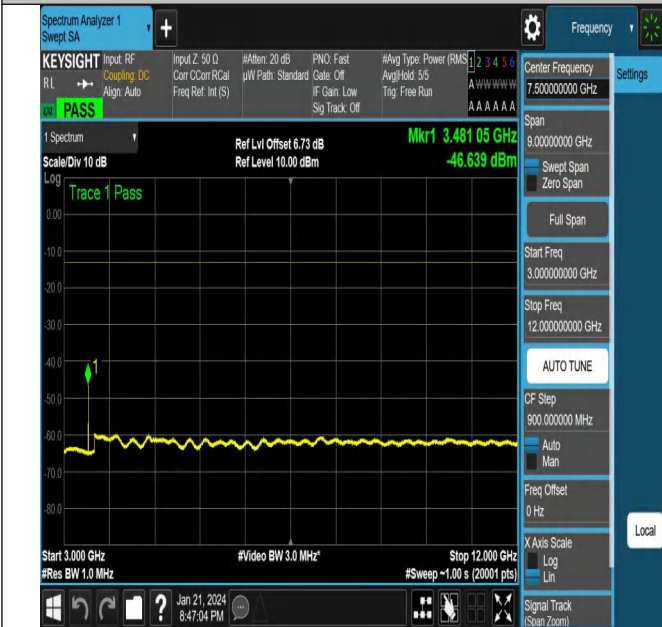 Spectrum Analyzer 1
Swept SA
+
Frequency
KEYSIGHT
RL
Input: RF
Coupling: DC
Align: Auto
Input Z: 50 Ω
Corr CCorr RCal
Freq Ref: Int (S)
#Atten: 20 dB
µW Path: Standard
PNO: Fast
Gate: Off
IF Gain: Low
Sig Track: Off
#Avg Type: Power (RMS
Avg|Hold: 5/5
Trig: Free Run
1 2 3 4 5 6
A W W W W W
A A A A A A
PASS
1 Spectrum
Scale/Div 10 dB
Log
Ref Lvl Offset 6.73 dB
Ref Level 10.00 dBm
Mkr1 3.481 05 GHz
-46.639 dBm
Trace 1 Pass
0.00
-10.0
-20.0
-30.0
-40.0
-50.0
-60.0
-70.0
-80.0
1
Start 3.000 GHz
#Res BW 1.0 MHz
#Video BW 3.0 MHz*
Stop 12.000 GHz
#Sweep ~1.00 s (20001 pts)
Jan 21, 2024
8:47:04 PM
Center Frequency
7.500000000 GHz
Settings
Span
9.00000000 GHz
Swept Span
Zero Span
Full Span
Start Freq
3.000000000 GHz
Stop Freq
12.000000000 GHz
AUTO TUNE
CF Step
900.000000 MHz
Auto
Man
Freq Offset
0 Hz
X Axis Scale
Log
Lin
Local
Signal Track
(Span Zoom)